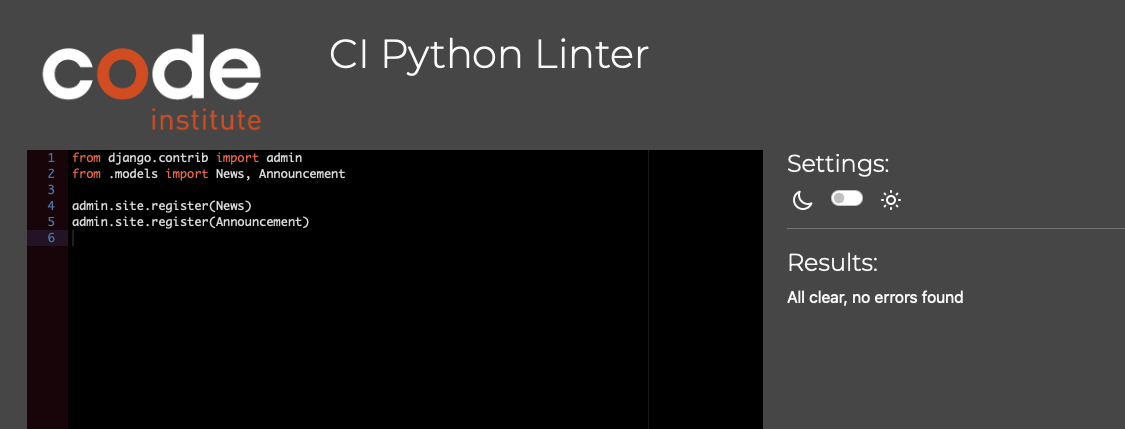 code
institute
CI Python Linter
1 from django.contrib import admin
2 from .models import News, Announcement
3
4 admin.site.register(News)
5 admin.site.register(Announcement)
6
Settings:
Results:
All clear, no errors found